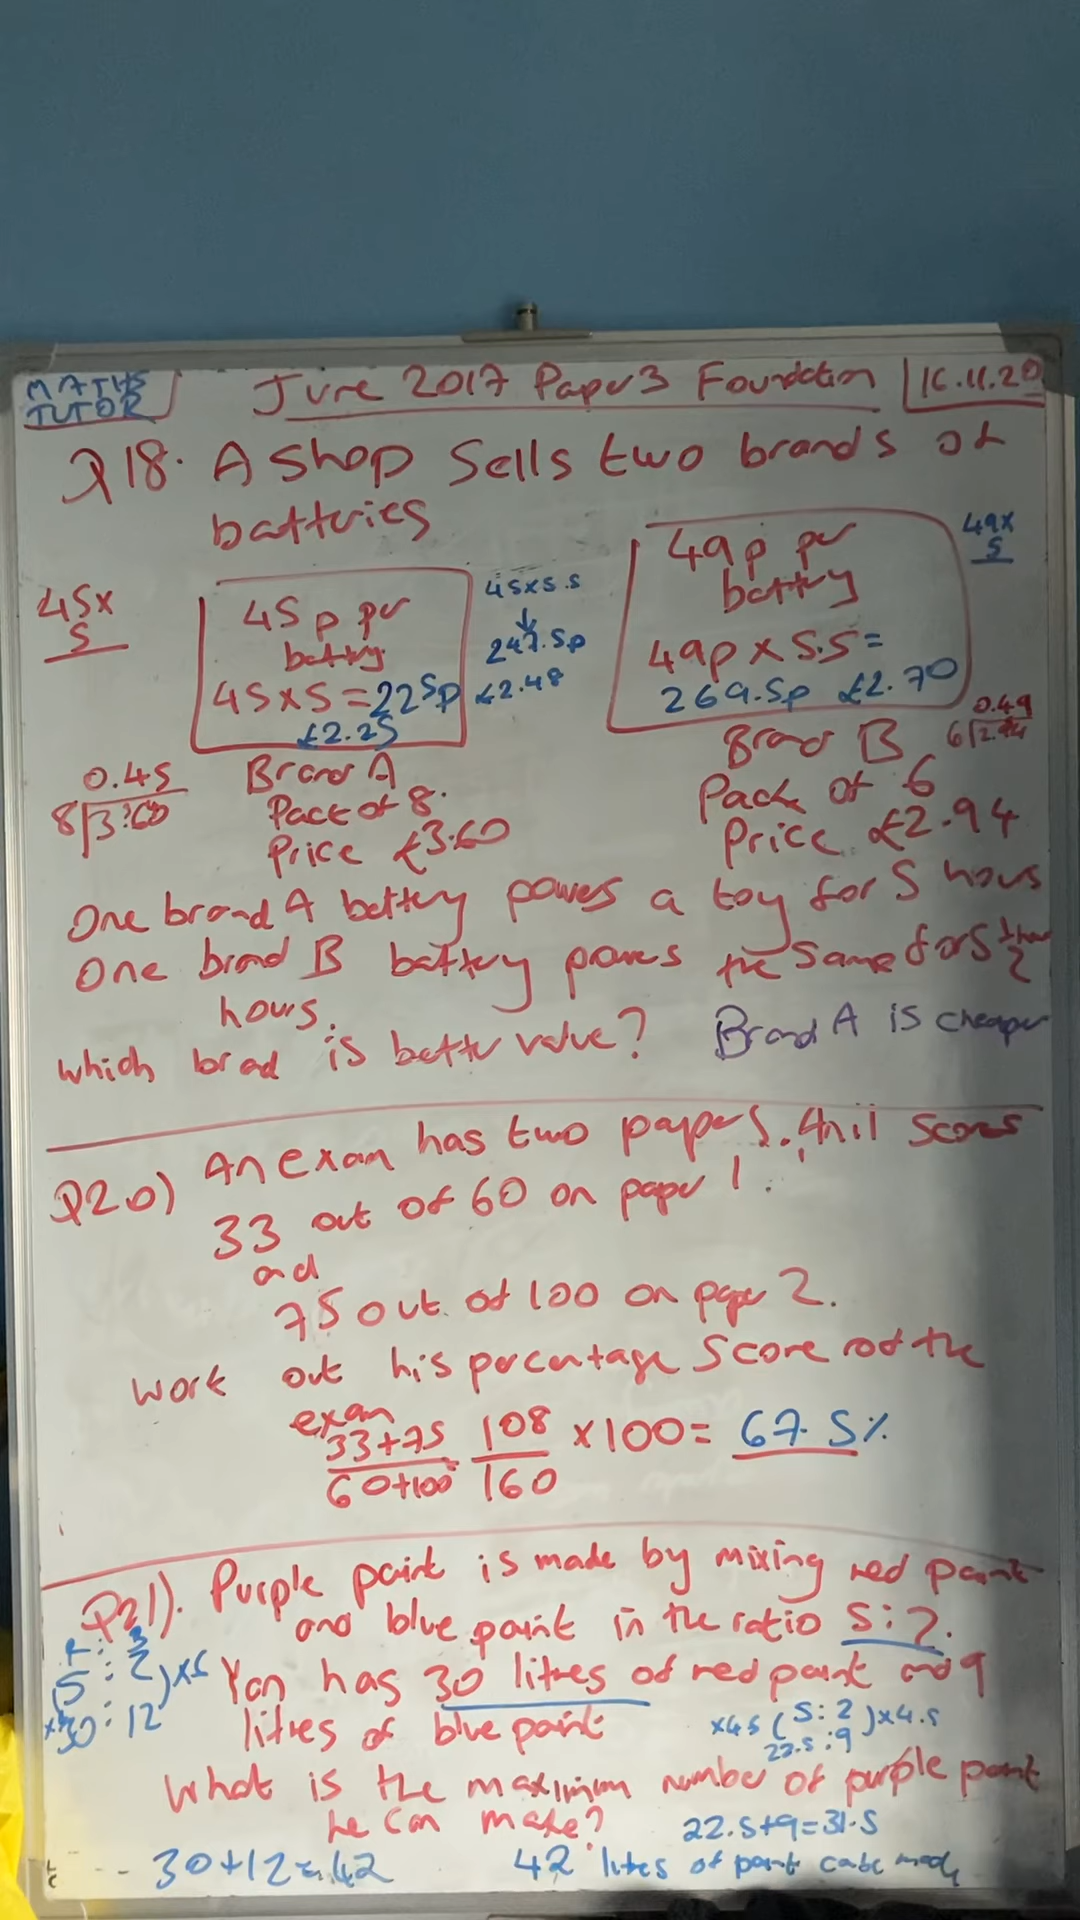 MATHS TUTOR
June 2017 Paper 3 Foundation
16.11.20
Q18. A Shop Sells two brands of
batteries
45x
5
45p per
battery
45x5=225p
£2.25
45x5.5
↓
247.5p
£2.48
49p per
battery
49p x 5.5=
269.5p £2.70
49x
5
0.45
8 3.60
Brand A
Pack of 8.
Price £3.60
Brand B
Pack of 6
Price £2.94
0.49
6 2.94
One brand A battery powers a toy for 5 hours
One brand B battery powers the same for 5 1/2
hours.
Which brand is better value? Brand A is cheaper
Q20) An exam has two papers. Anil scores
33 out of 60 on paper 1.
and
75 out of 100 on paper 2.
Work out his percentage Score for the
exam
33+75
60+100
108
160
x100= 67.5%
Q21). Purple paint is made by mixing red paint
and blue paint in the ratio 5:2.
5 : 2
30 : 12
Yan has 30 litres of red paint and 9
litres of blue paint
x4.5 ( 5:2 ) x4.5
22.5:9
What is the maximum number of purple paint
he can make?
22.5+9=31.5
30+12=42
42 litres of paint can be made